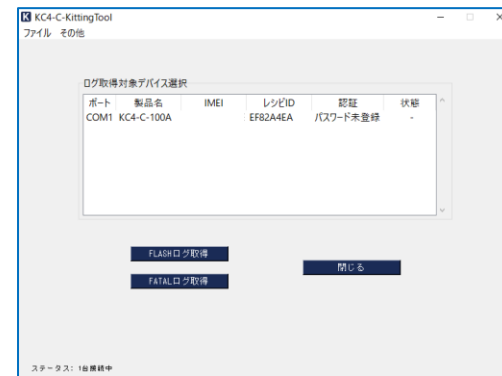 KC4-C-KittingTool
ファイル その他
ログ取得対象デバイス選択
ポート 製品名 IMEI レシピID 認証 状態
COM1 KC4-C-100A EF82A4EA パスワード未登録 -
FLASHログ取得
閉じる
FATALログ取得
ステータス: 1台接続中